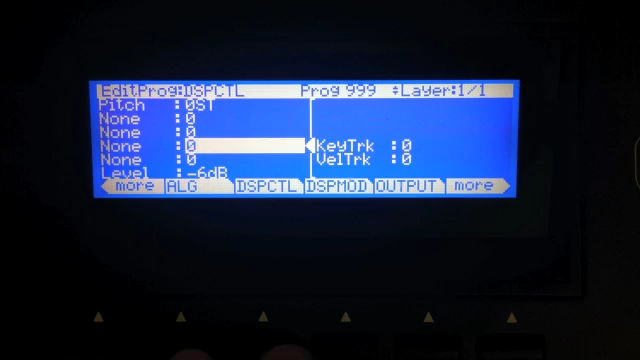 EditProg:DSPCTL Prog 999 ÷Layer:1/1
Pitch :0ST
None :0
None :0
None :0 KeyTrk :0
None :0 VelTrk :0
Level :-6dB
more ALG DSPCTL DSPMOD OUTPUT more